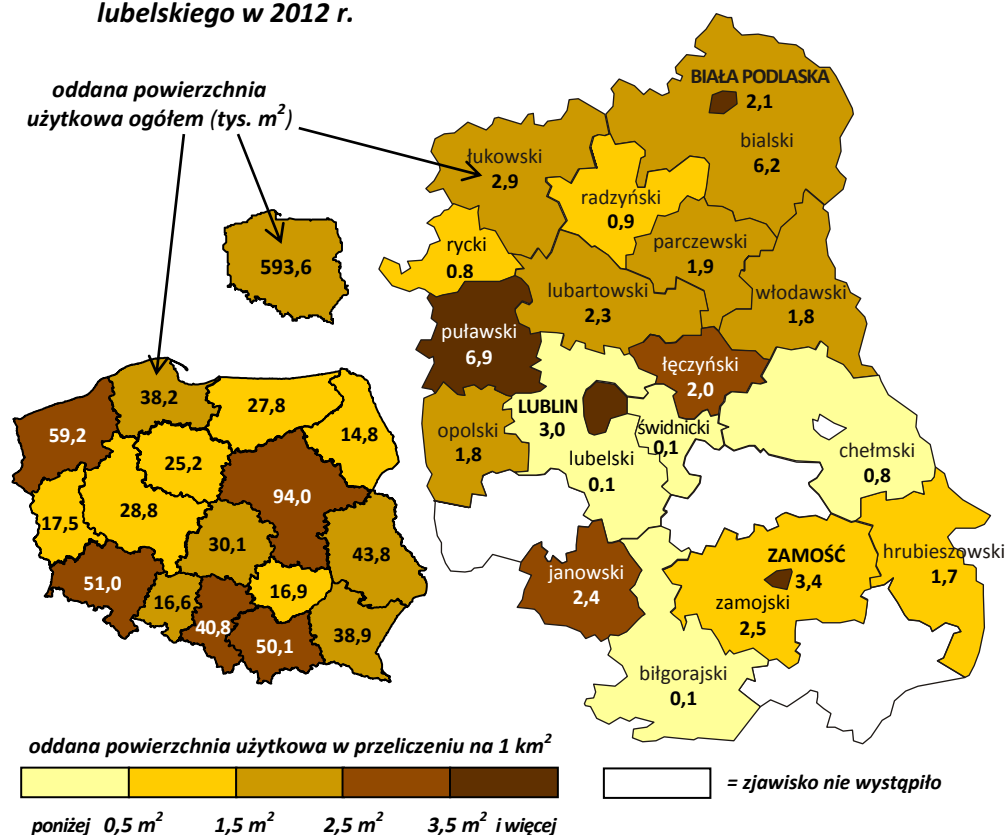 lubelskiego w 2012 r.
oddana powierzchnia
użytkowa ogółem (tys. m²)
BIAŁA PODLASKA
2,1
bialski
6,2
łukowski
2,9
radzyński
0,9
parczewski
1,9
rycki
0.8
lubartowski
2,3
włodawski
1,8
puławski
6,9
łęczyński
2,0
opolski
1,8
LUBLIN
3,0
lubelski
0,1
świdnicki
0,1
chełmski
0,8
janowski
2,4
ZAMOŚĆ
3,4
zamojski
2,5
hrubieszowski
1,7
biłgorajski
0,1
593,6
38,2
27,8
59,2
14,8
25,2
94,0
17,5
28,8
30,1
43,8
51,0
16,6
16,9
40,8
50,1
38,9
oddana powierzchnia użytkowa w przeliczeniu na 1 km²
poniżej 0,5 m² 1,5 m² 2,5 m² 3,5 m² i więcej
= zjawisko nie wystąpiło